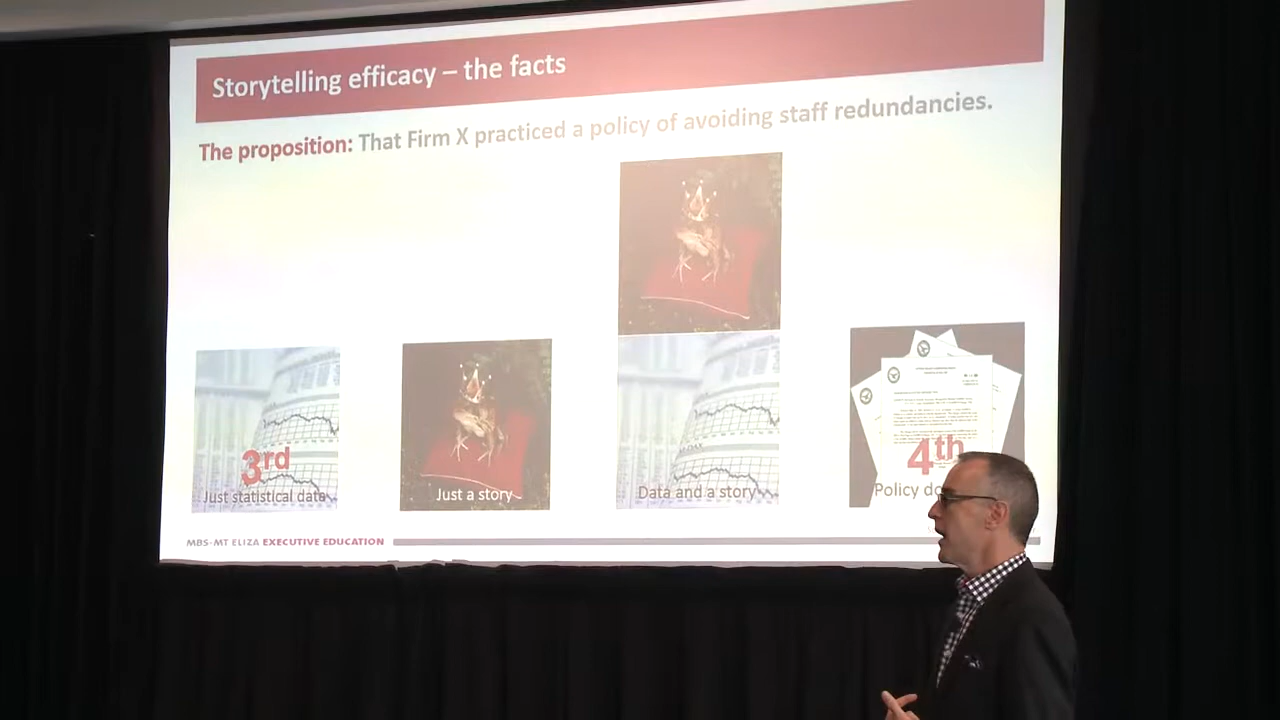 Storytelling efficacy – the facts
The proposition: That Firm X practiced a policy of avoiding staff redundancies.
3rd
Just statistical data
Just a story
Data and a story
4th
Policy
MBS-MT ELIZA EXECUTIVE EDUCATION